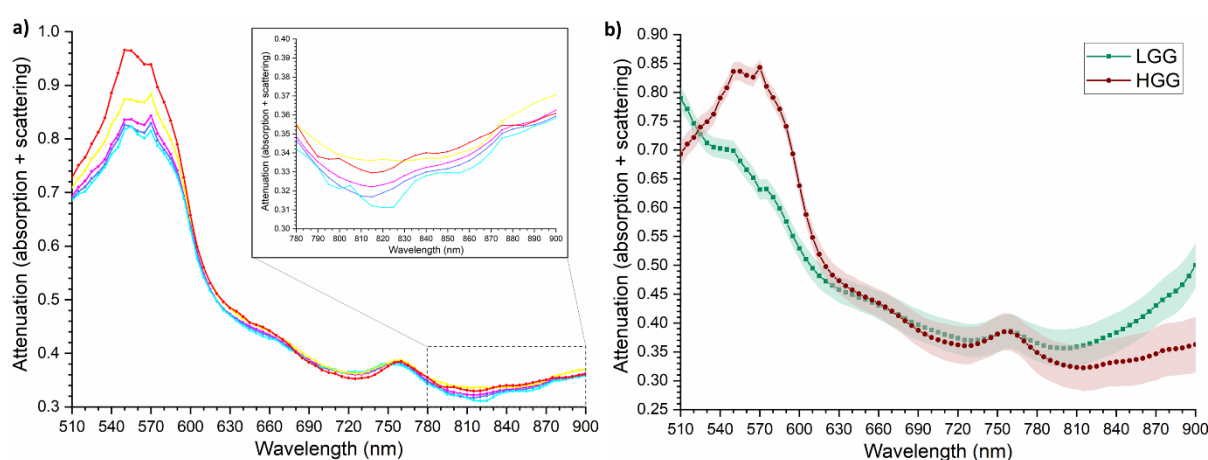 a)
Attenuation (absorption + scattering)
1.0
0.9
0.8
0.7
0.6
0.5
0.4
0.3
510 540 570 600 630 660 690 720 750 780 810 840 870 900
Wavelength (nm)
Attenuation (absorption + scattering)
0.40
0.39
0.38
0.37
0.36
0.35
0.34
0.33
0.32
0.31
0.30
780 790 800 810 820 830 840 850 860 870 880 890 900
Wavelength (nm)
b)
Attenuation (absorption + scattering)
0.90
0.85
0.80
0.75
0.70
0.65
0.60
0.55
0.50
0.45
0.40
0.35
0.30
0.25
510 540 570 600 630 660 690 720 750 780 810 840 870 900
Wavelength (nm)
LGG
HGG